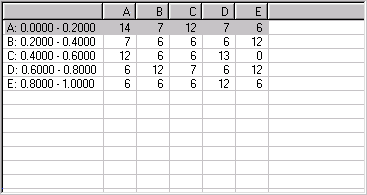 A B C D E
A: 0.0000 - 0.2000 14 7 12 7 6
B: 0.2000 - 0.4000 7 6 6 6 12
C: 0.4000 - 0.6000 12 6 6 13 0
D: 0.6000 - 0.8000 6 12 7 6 12
E: 0.8000 - 1.0000 6 6 6 12 6